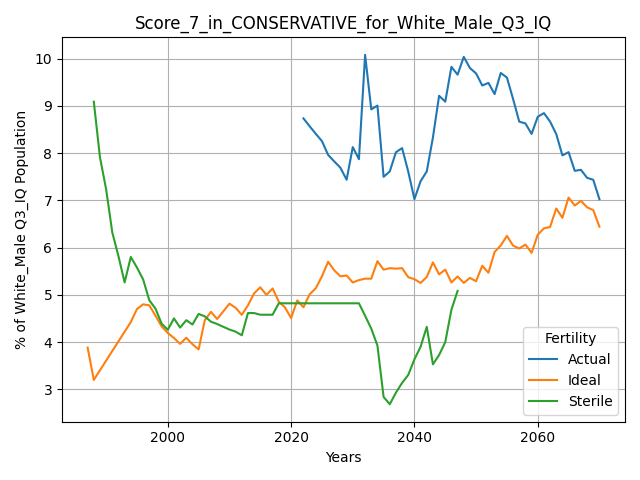 Score_7_in_CONSERVATIVE_for_White_Male_Q3_IQ
% of White_Male Q3_IQ Population
10
9
8
7
6
5
4
3
2000
2020
2040
2060
Years
Fertility
Actual
Ideal
Sterile